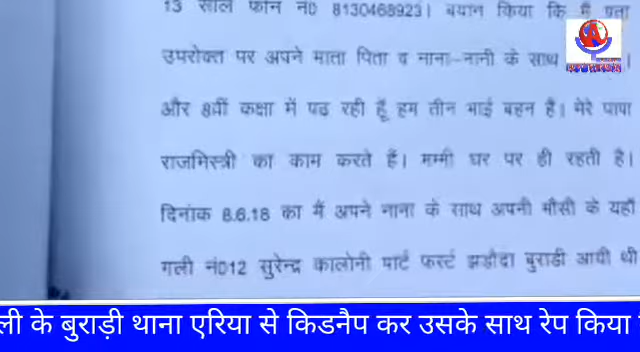 13 साल फोन नं0 8130468923। बयान किया कि मैं पता
उपरोक्त पर अपने माता पिता व नाना-नानी के साथ
और 8वीं कक्षा में पढ रही हूँ हम तीन भाई बहन है। मेरे पापा
राजमिस्त्री का काम करते हैं। मम्मी घर पर ही रहती है।
दिनांक 8.6.18 का मैं अपने नाना के साथ अपनी मौसी के यहाँ
गली नं012 सुरेन्द्र कालोनी पार्ट फर्स्ट झडौदा बुराडी आयी थी
ली के बुराड़ी थाना एरिया से किडनैप कर उसके साथ रेप किया